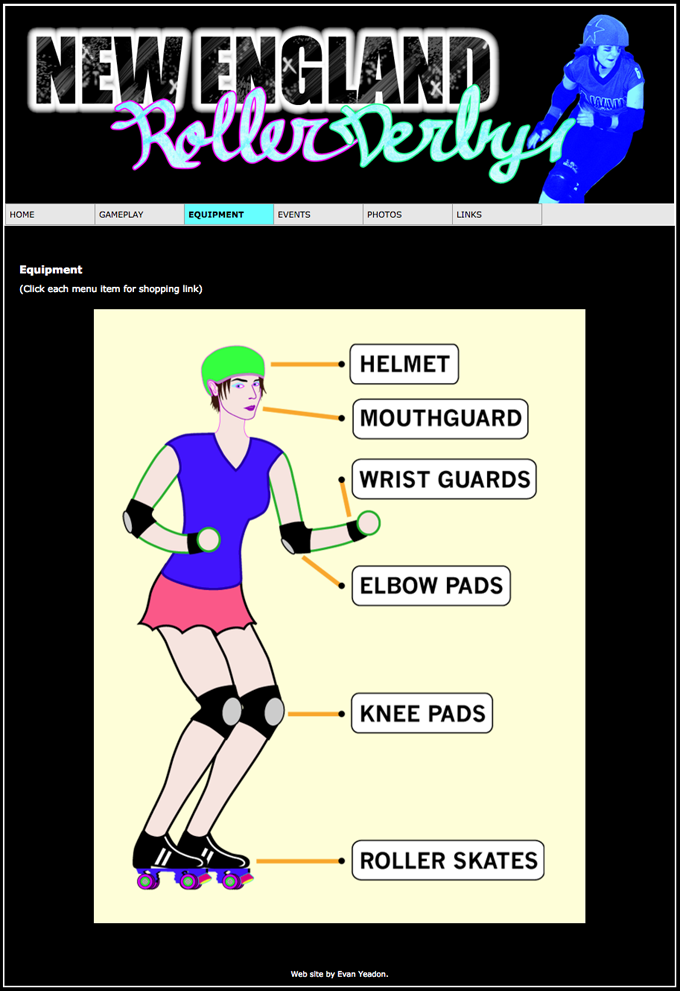 NEW ENGLAND
Roller Derby
HOME GAMEPLAY EQUIPMENT EVENTS PHOTOS LINKS
Equipment
(Click each menu item for shopping link)
HELMET
MOUTHGUARD
WRIST GUARDS
ELBOW PADS
KNEE PADS
ROLLER SKATES
Web site by Evan Yeadon.